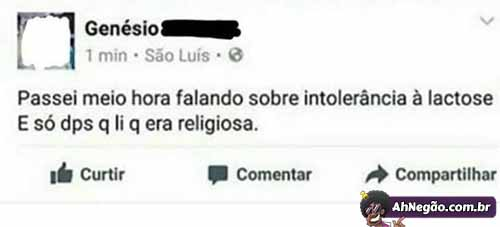 Genésio
1 min · São Luís ·
Passei meio hora falando sobre intolerância à lactose
E só dps q li q era religiosa.
Curtir Comentar Compartilhar
AhNegão.com.br